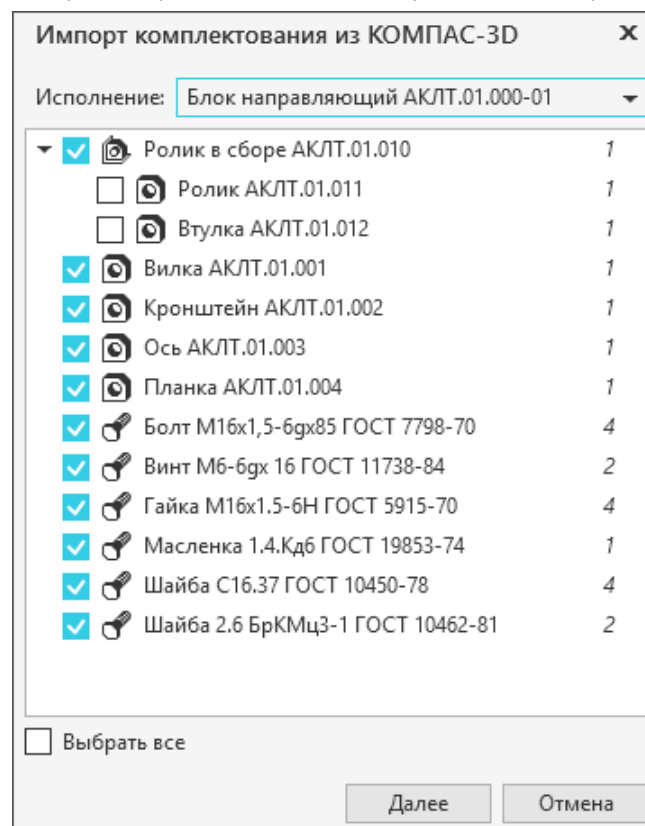 Импорт комплектования из КОМПАС-3D x
Исполнение: Блок направляющий АКЛТ.01.000-01
Ролик в сборе АКЛТ.01.010 1
Ролик АКЛТ.01.011 1
Втулка АКЛТ.01.012 1
Вилка АКЛТ.01.001 1
Кронштейн АКЛТ.01.002 1
Ось АКЛТ.01.003 1
Планка АКЛТ.01.004 1
Болт М16х1,5-6gх85 ГОСТ 7798-70 4
Винт М6-6gх 16 ГОСТ 11738-84 2
Гайка М16х1.5-6Н ГОСТ 5915-70 4
Масленка 1.4.Кд6 ГОСТ 19853-74 1
Шайба С16.37 ГОСТ 10450-78 4
Шайба 2.6 БрКМц3-1 ГОСТ 10462-81 2
Выбрать все
Далее Отмена